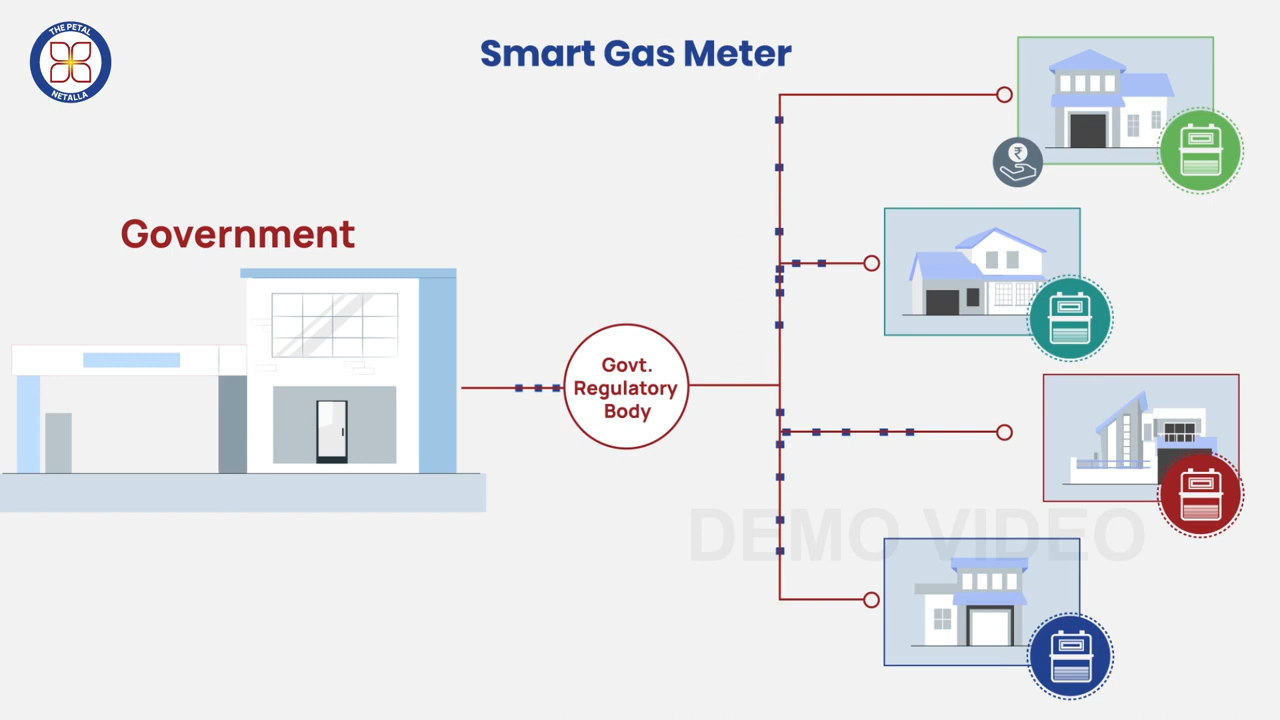 THE PETAL
NETALLA
Smart Gas Meter
₹
Government
Govt.
Regulatory
Body
DEMO VIDEO